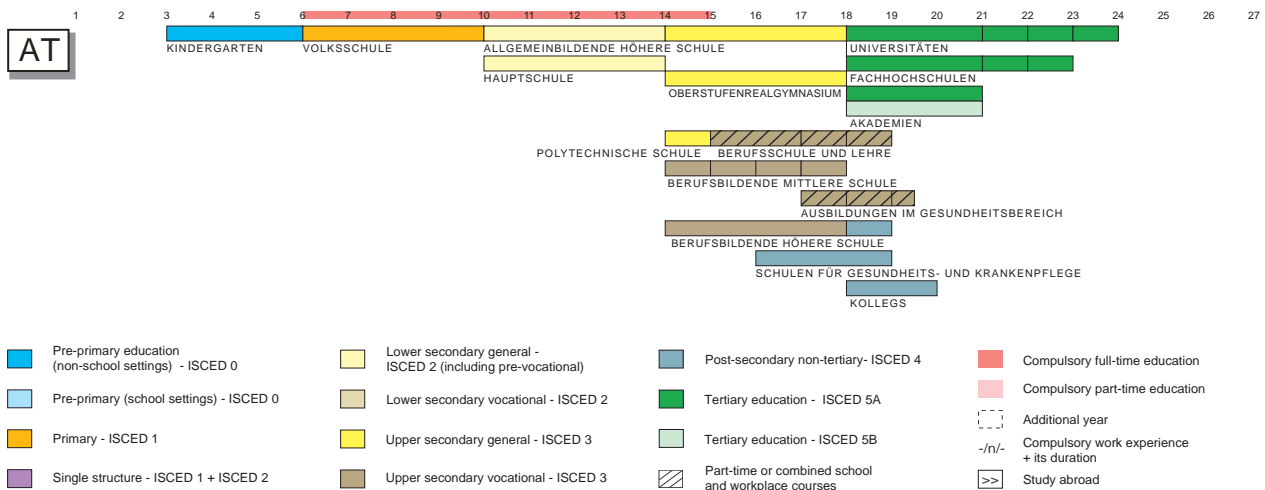 1 2 3 4 5 6 7 8 9 10 11 12 13 14 15 16 17 18 19 20 21 22 23 24 25 26 27
AT
KINDERGARTEN VOLKSSCHULE ALLGEMEINBILDENDE HÖHERE SCHULE UNIVERSITÄTEN
HAUPTSCHULE FACHHOCHSCHULEN
OBERSTUFENREALGYMNASIUM
AKADEMIEN
POLYTECHNISCHE SCHULE BERUFSSCHULE UND LEHRE
BERUFSBILDENDE MITTLERE SCHULE
AUSBILDUNGEN IM GESUNDHEITSBEREICH
BERUFSBILDENDE HÖHERE SCHULE
SCHULEN FÜR GESUNDHEITS- UND KRANKENPFLEGE
KOLLEGS
Pre-primary education
(non-school settings) - ISCED 0
Pre-primary (school settings) - ISCED 0
Primary - ISCED 1
Single structure - ISCED 1 + ISCED 2
Lower secondary general -
ISCED 2 (including pre-vocational)
Lower secondary vocational - ISCED 2
Upper secondary general - ISCED 3
Upper secondary vocational - ISCED 3
Post-secondary non-tertiary- ISCED 4
Tertiary education - ISCED 5A
Tertiary education - ISCED 5B
Part-time or combined school
and workplace courses
Compulsory full-time education
Compulsory part-time education
Additional year
-/n/- Compulsory work experience
+ its duration
>> Study abroad